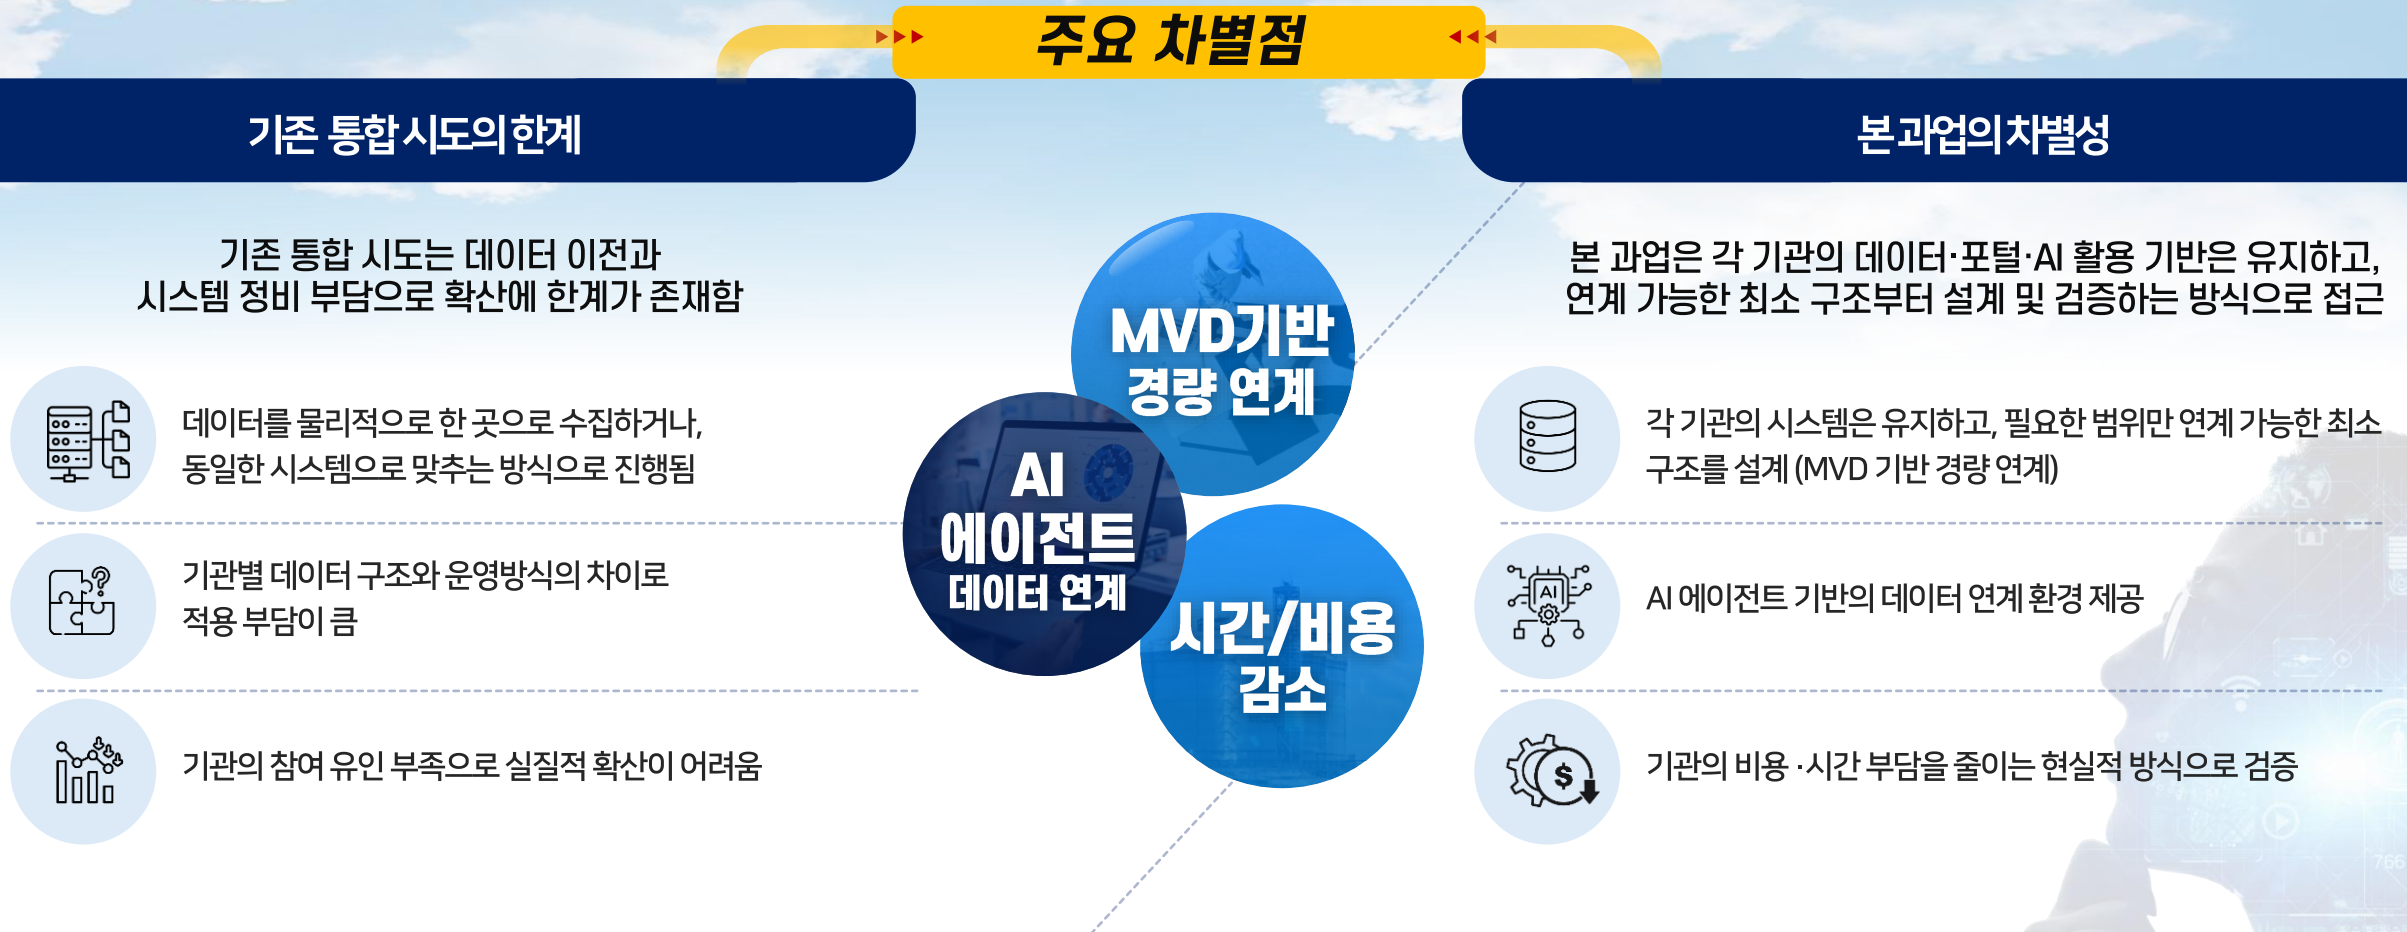 주요 차별점
기존 통합 시도의 한계
기존 통합 시도는 데이터 이전과
시스템 정비 부담으로 확산에 한계가 존재함
데이터를 물리적으로 한 곳으로 수집하거나,
동일한 시스템으로 맞추는 방식으로 진행됨
기관별 데이터 구조와 운영방식의 차이로
적용 부담이 큼
기관의 참여 유인 부족으로 실질적 확산이 어려움
MVD기반
경량 연계
AI
에이전트
데이터 연계
시간/비용
감소
본 과업의 차별성
본 과업은 각 기관의 데이터·포털·AI 활용 기반은 유지하고,
연계 가능한 최소 구조부터 설계 및 검증하는 방식으로 접근
각 기관의 시스템은 유지하고, 필요한 범위만 연계 가능한 최소
구조를 설계 (MVD 기반 경량 연계)
AI
AI 에이전트 기반의 데이터 연계 환경 제공
$
기관의 비용 ·시간 부담을 줄이는 현실적 방식으로 검증
766